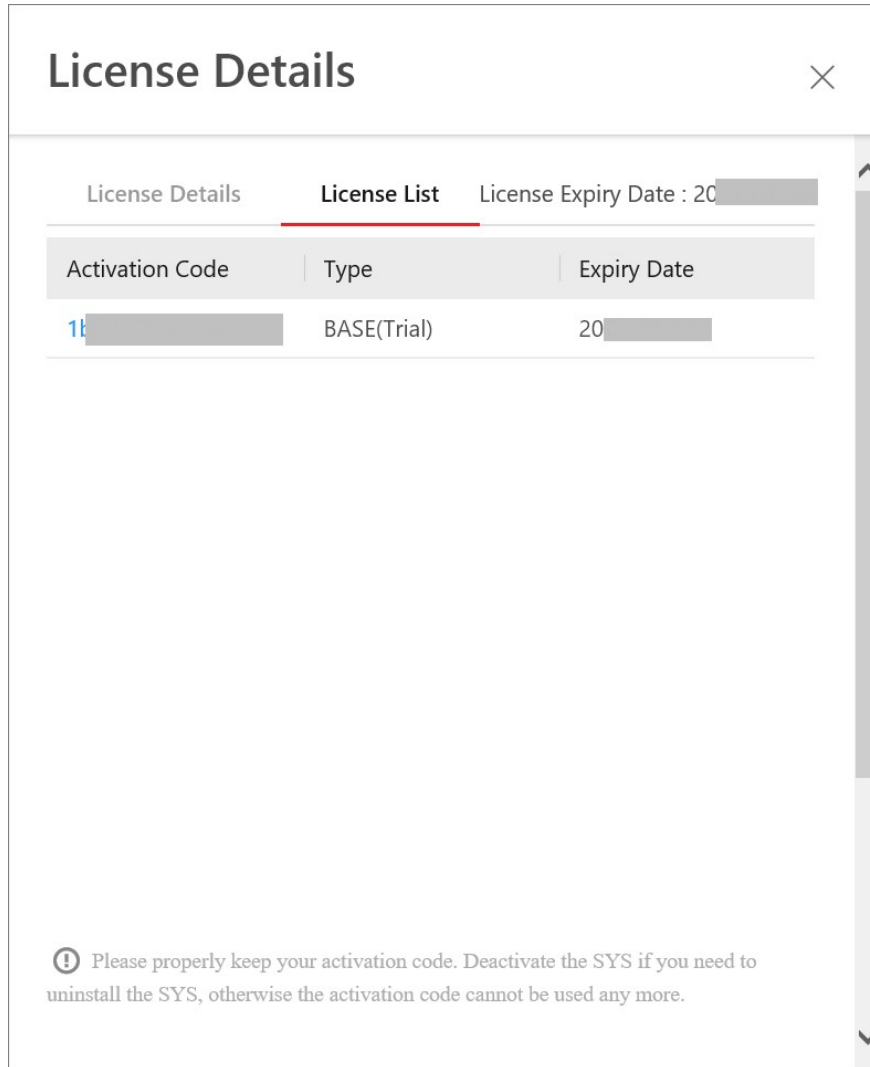 License Details
License Details License List License Expiry Date : 20
Activation Code Type Expiry Date
1b BASE(Trial) 20
Please properly keep your activation code. Deactivate the SYS if you need to
uninstall the SYS, otherwise the activation code cannot be used any more.